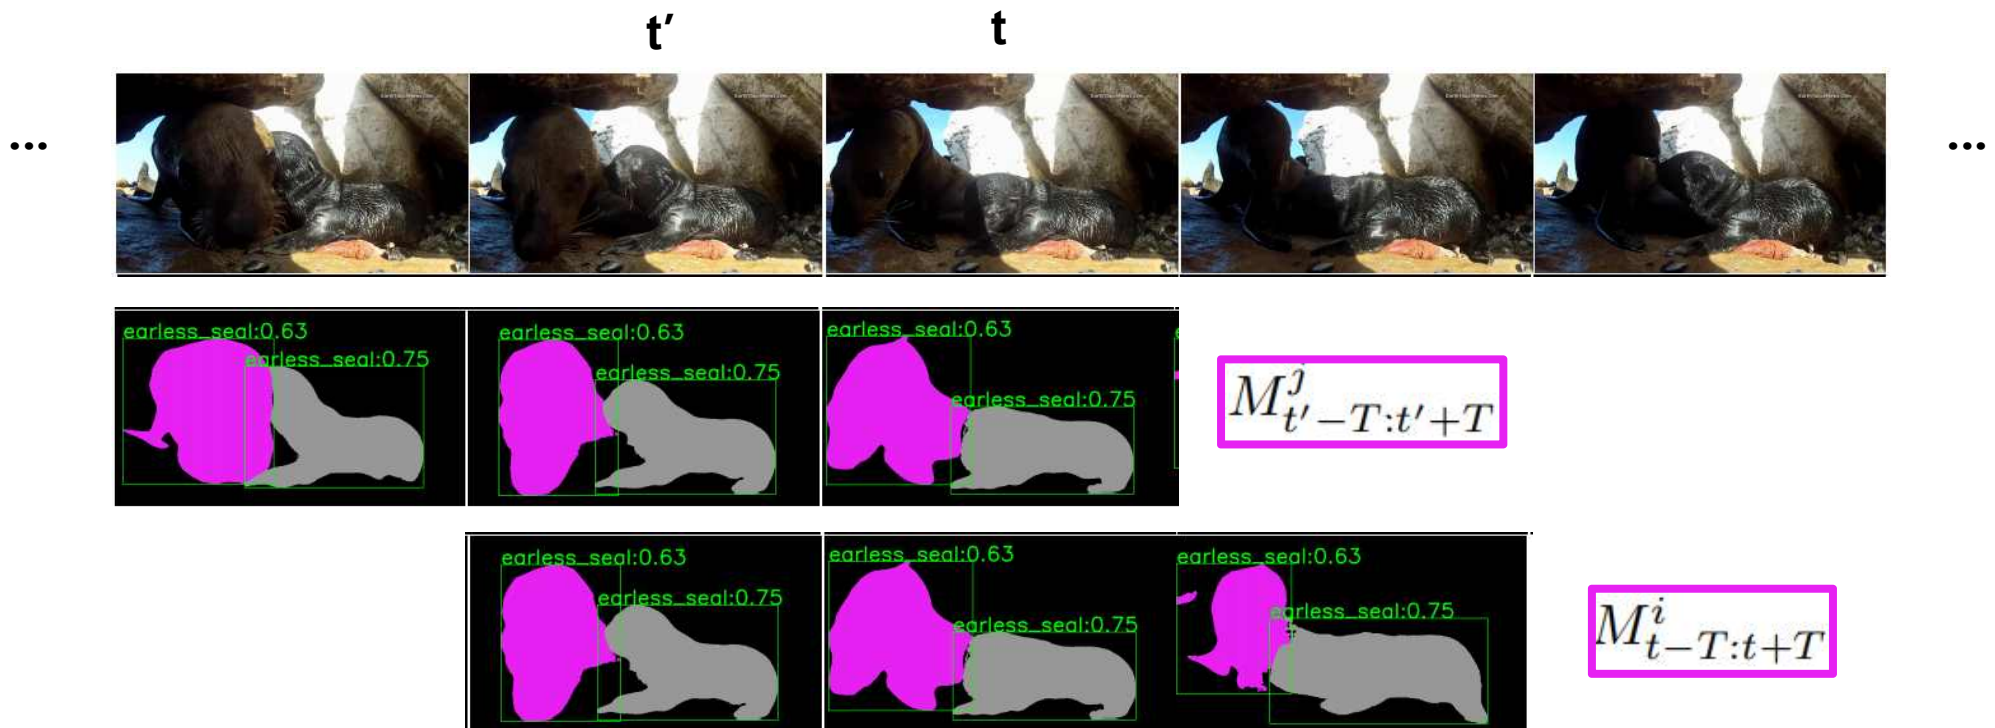 t′ t
... ...
earless_seal:0.63 earless_seal:0.63 earless_seal:0.63
earless_seal:0.75 earless_seal:0.75 earless_seal:0.75
M^j_{t′−T:t′+T}
earless_seal:0.63 earless_seal:0.63 earless_seal:0.63
earless_seal:0.75 earless_seal:0.75 earless_seal:0.75
M^i_{t−T:t+T}